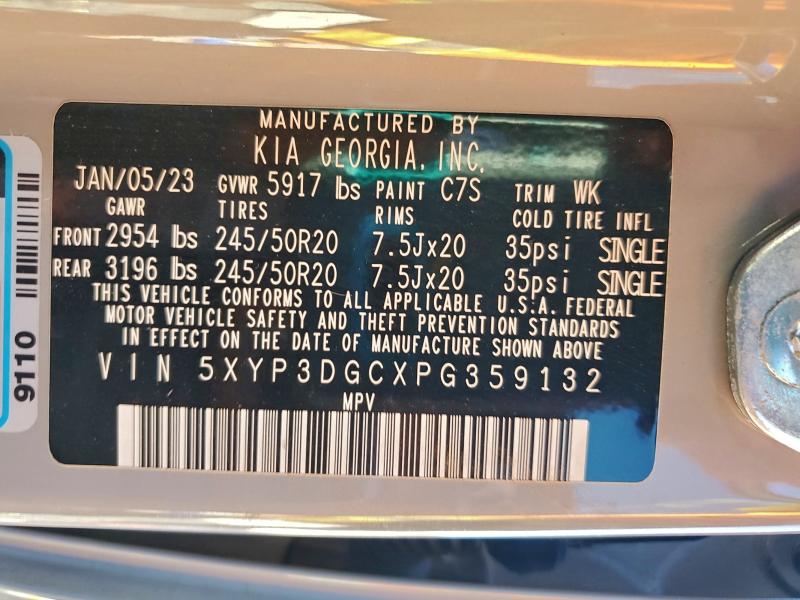 MANUFACTURED BY
KIA GEORGIA, INC.
JAN/05/23 GVWR 5917 lbs PAINT C7S TRIM WK
GAWR TIRES RIMS COLD TIRE INFL
FRONT 2954 lbs 245/50R20 7.5Jx20 35psi SINGLE
REAR 3196 lbs 245/50R20 7.5Jx20 35psi SINGLE
THIS VEHICLE CONFORMS TO ALL APPLICABLE U.S.A. FEDERAL
MOTOR VEHICLE SAFETY AND THEFT PREVENTION STANDARDS
IN EFFECT ON THE DATE OF MANUFACTURE SHOWN ABOVE
VIN 5XYP3DGCXPG359132
MPV
9110